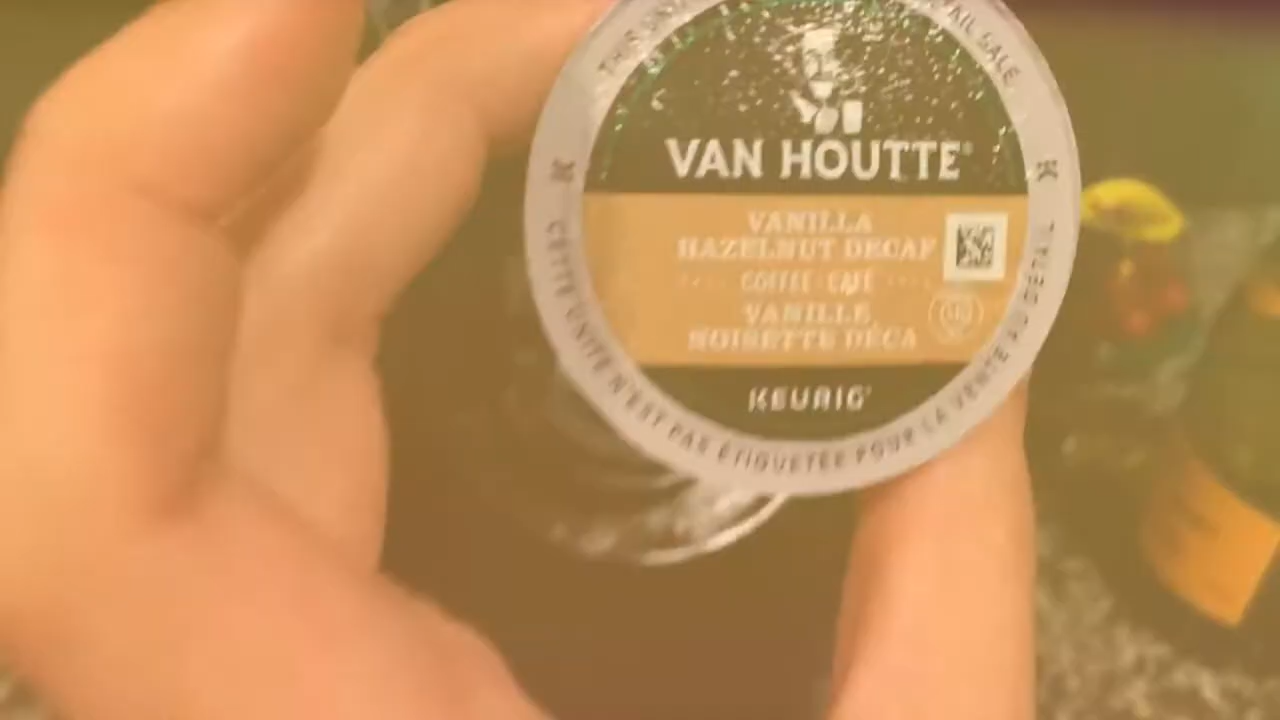 VAN HOUTTE
VANILLA
HAZELNUT DECAF
COFFEE · CAFÉ
VANILLE
NOISETTE DÉCA
KEURIG
K
K
CETTE UNITÉ N'EST PAS ÉTIQUETÉE POUR LA VENTE AU DÉTAIL